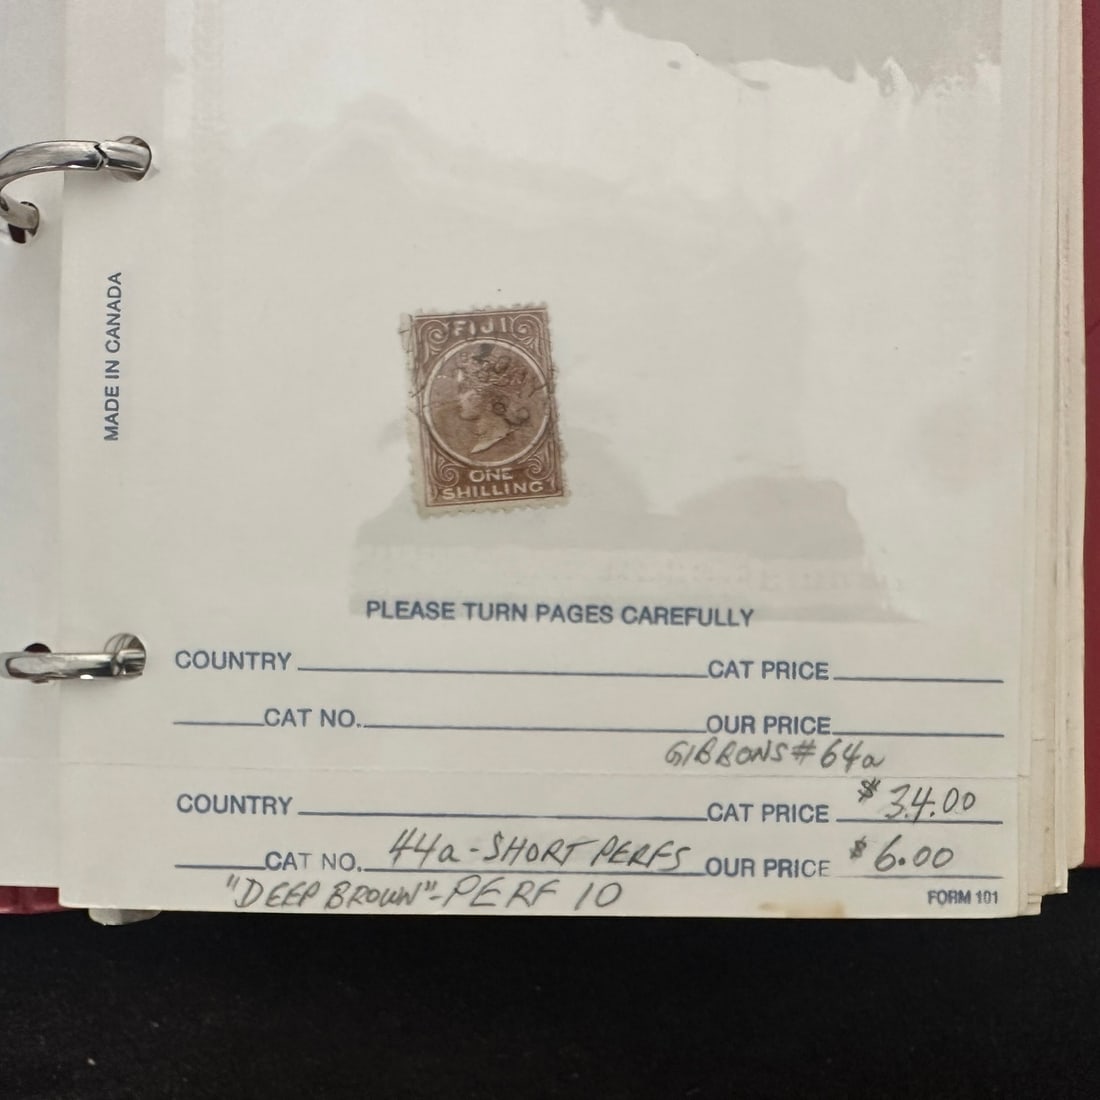 MADE IN CANADA
FIJI
ONE
SHILLING
PLEASE TURN PAGES CAREFULLY
COUNTRY CAT PRICE
CAT NO. OUR PRICE
GIBBONS #64a
COUNTRY CAT PRICE $34.00
CAT NO. 44a-SHORT PERFS OUR PRICE $6.00
"DEEP BROWN"-PERF 10
FORM 101